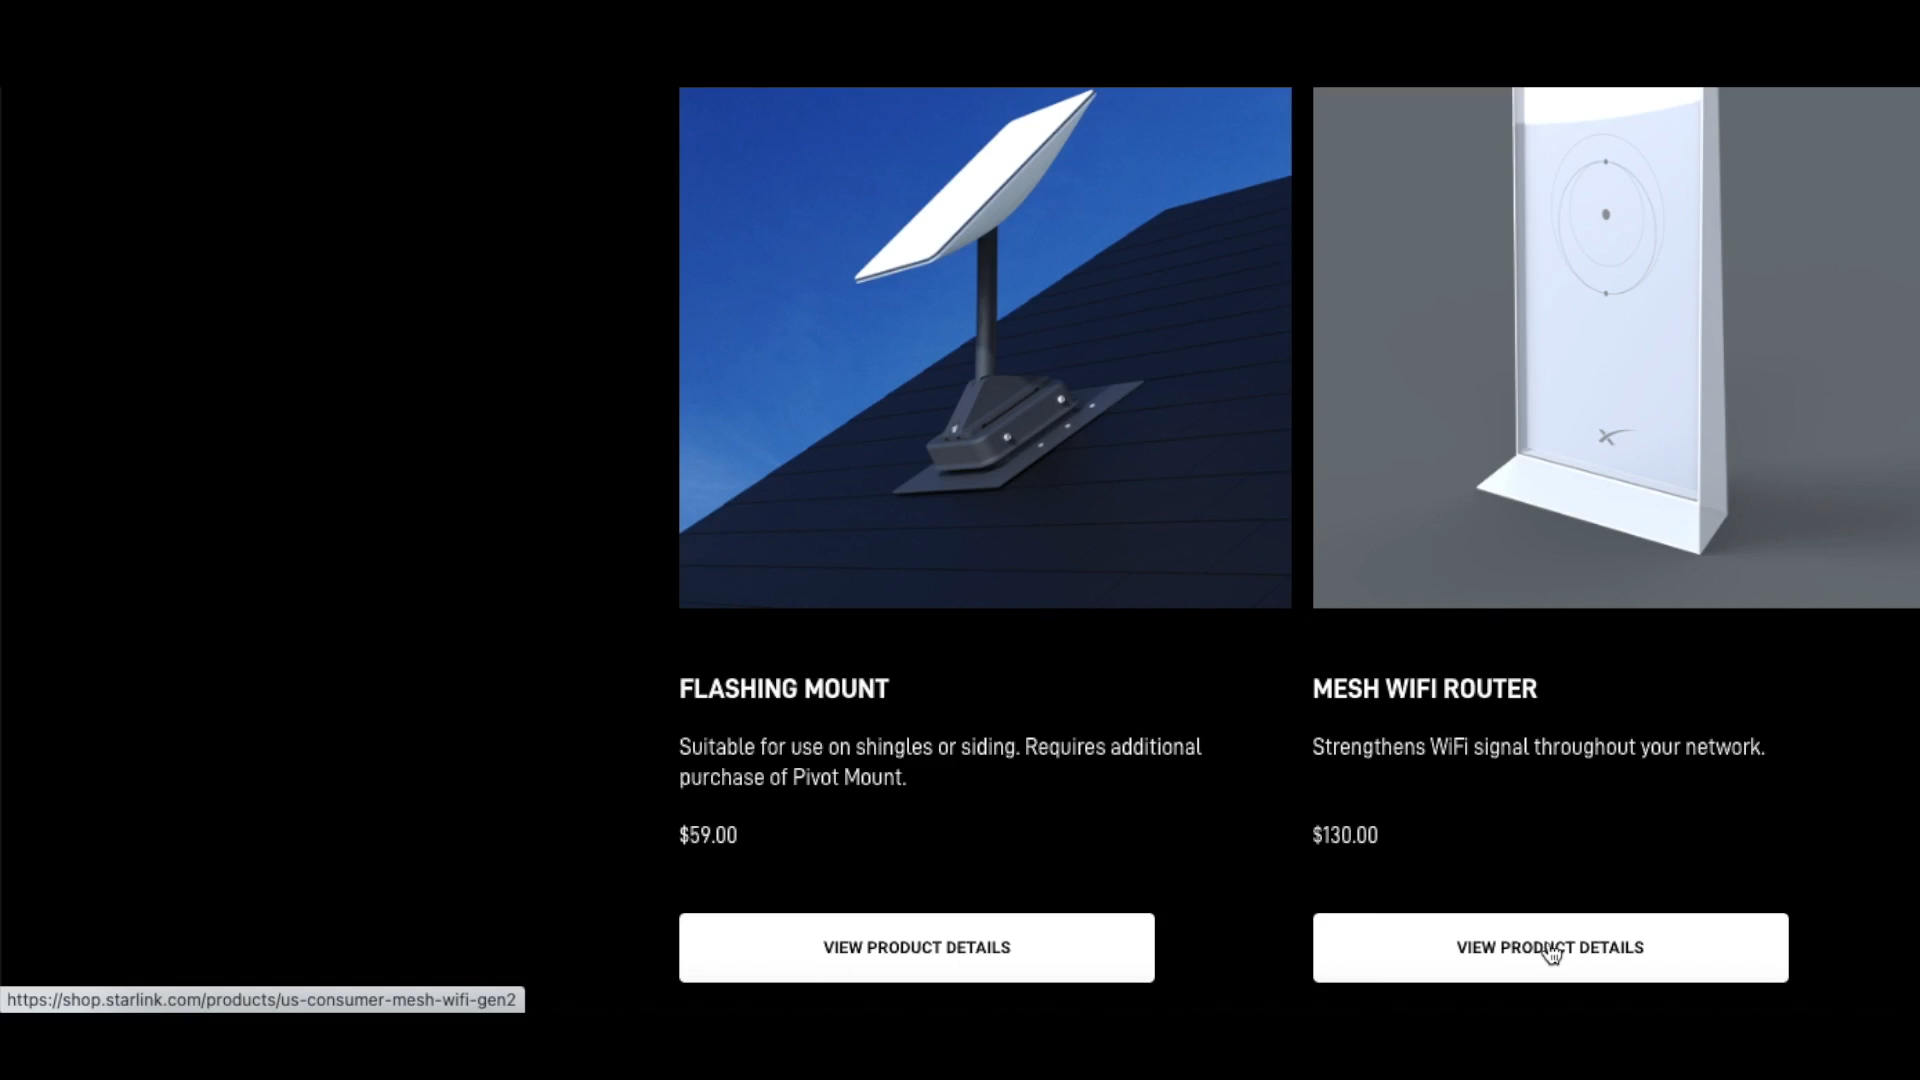 FLASHING MOUNT
Suitable for use on shingles or siding. Requires additional
purchase of Pivot Mount.
$59.00
VIEW PRODUCT DETAILS
MESH WIFI ROUTER
Strengthens WiFi signal throughout your network.
$130.00
VIEW PRODUCT DETAILS
https://shop.starlink.com/products/us-consumer-mesh-wifi-gen2